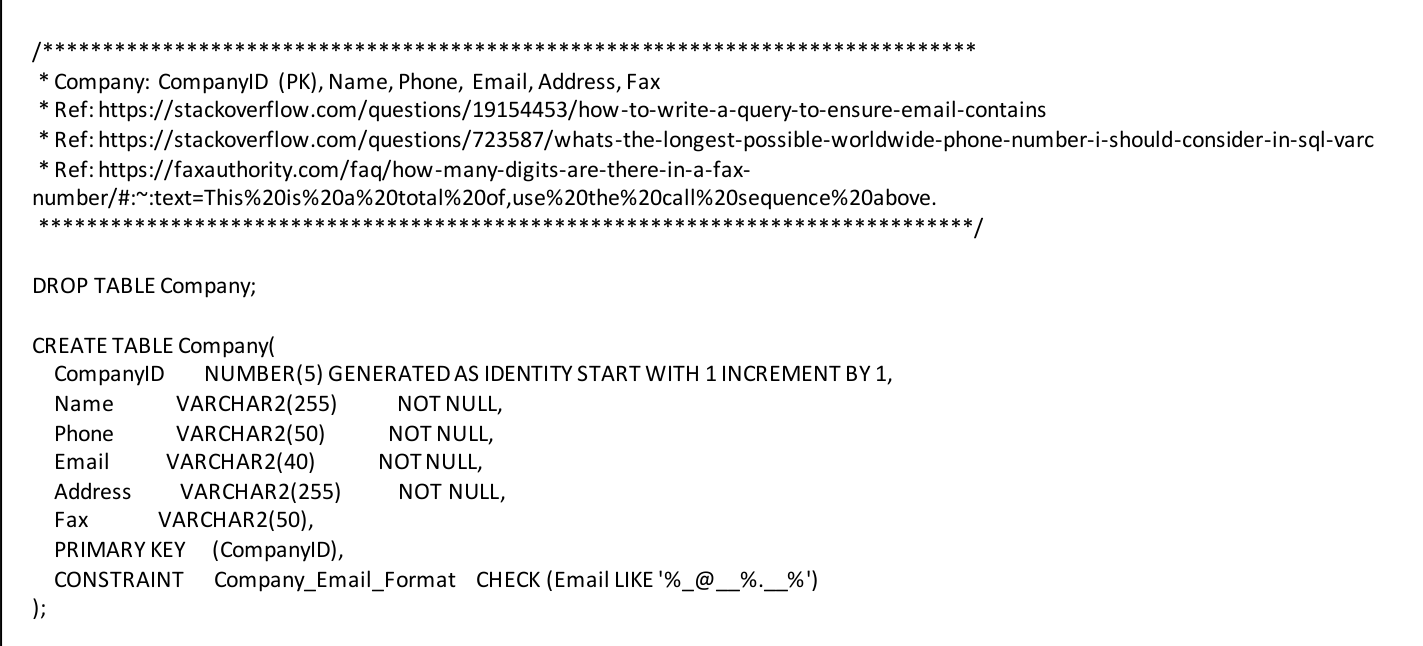 /******************************************************************************
* Company: CompanyID (PK), Name, Phone, Email, Address, Fax
* Ref: https://stackoverflow.com/questions/19154453/how-to-write-a-query-to-ensure-email-contains
* Ref: https://stackoverflow.com/questions/723587/whats-the-longest-possible-worldwide-phone-number-i-should-consider-in-sql-varc
* Ref: https://faxauthority.com/faq/how-many-digits-are-there-in-a-fax-
number/#:~:text=This%20is%20a%20total%20of,use%20the%20call%20sequence%20above.
******************************************************************************/
DROP TABLE Company;
CREATE TABLE Company(
CompanyID NUMBER(5) GENERATED AS IDENTITY START WITH 1 INCREMENT BY 1,
Name VARCHAR2(255) NOT NULL,
Phone VARCHAR2(50) NOT NULL,
Email VARCHAR2(40) NOT NULL,
Address VARCHAR2(255) NOT NULL,
Fax VARCHAR2(50),
PRIMARY KEY (CompanyID),
CONSTRAINT Company_Email_Format CHECK (Email LIKE '%_@__%.__%')
);